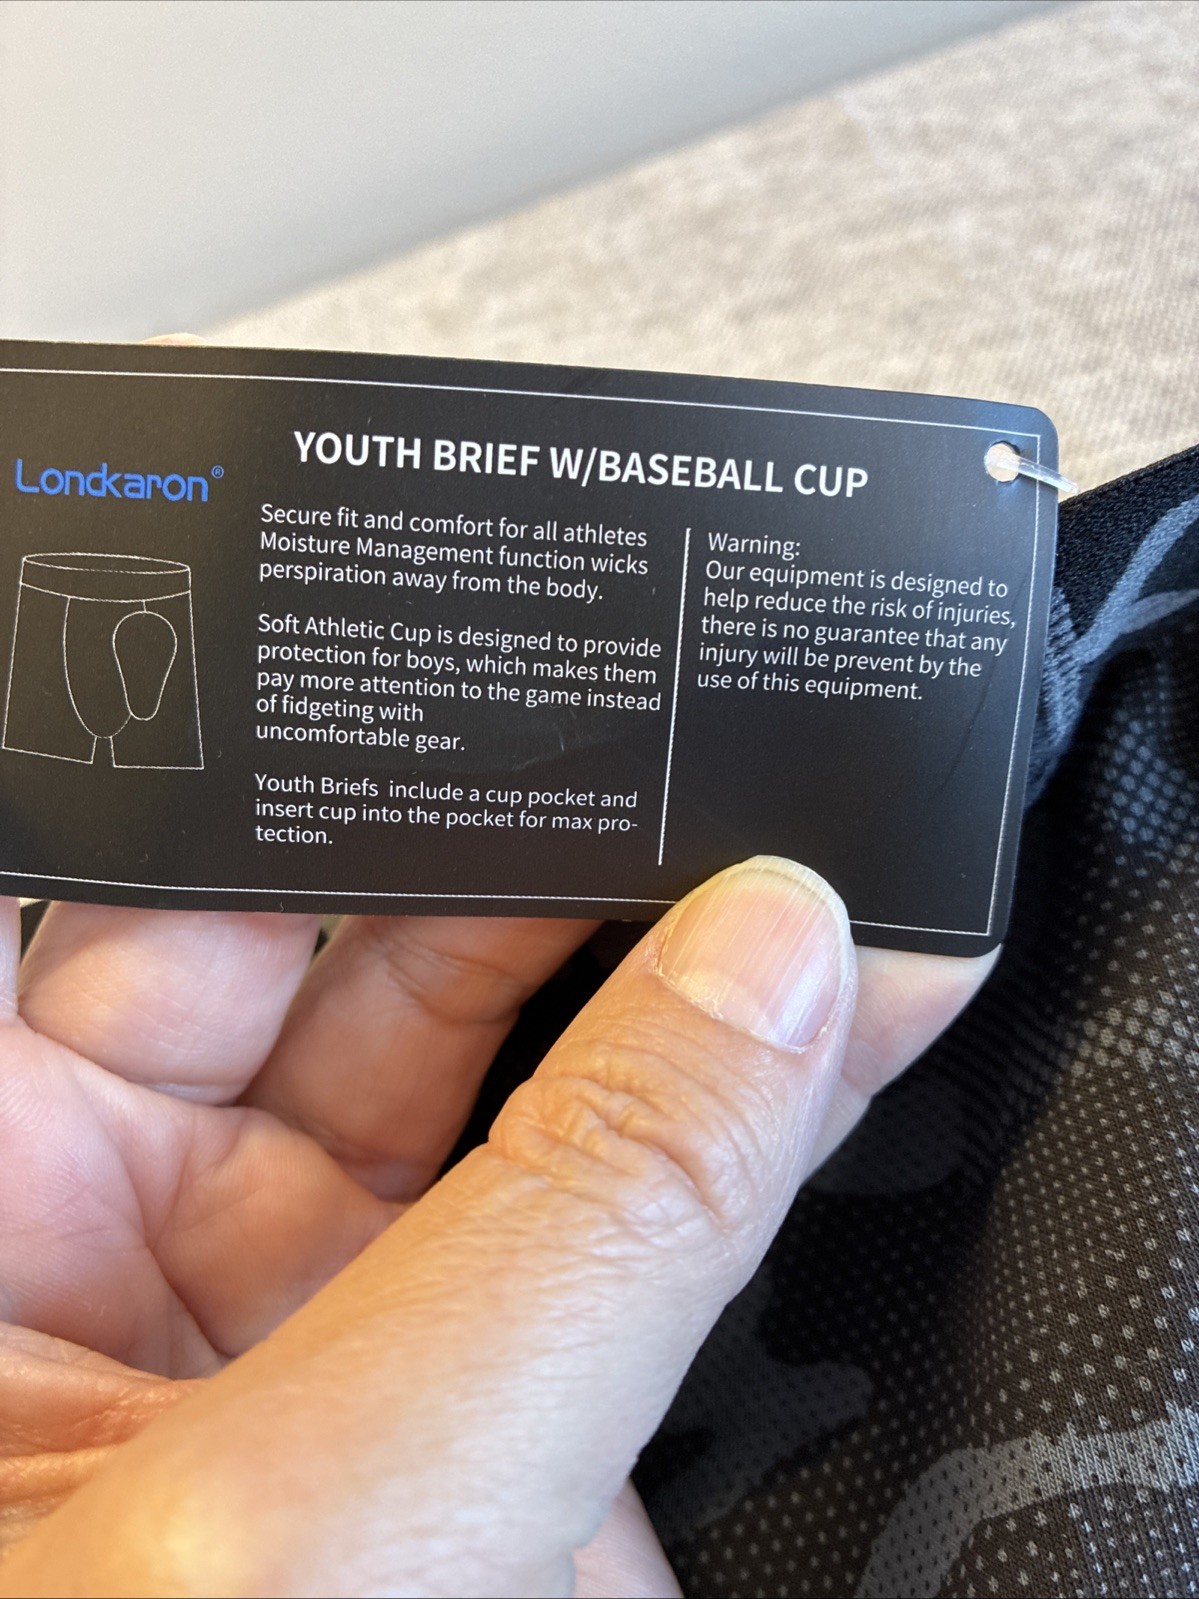 Londkaron®
YOUTH BRIEF W/BASEBALL CUP
Secure fit and comfort for all athletes
Moisture Management function wicks
perspiration away from the body.
Soft Athletic Cup is designed to provide
protection for boys, which makes them
pay more attention to the game instead
of fidgeting with
uncomfortable gear.
Youth Briefs include a cup pocket and
insert cup into the pocket for max pro-
tection.
Warning:
Our equipment is designed to
help reduce the risk of injuries,
there is no guarantee that any
injury will be prevent by the
use of this equipment.